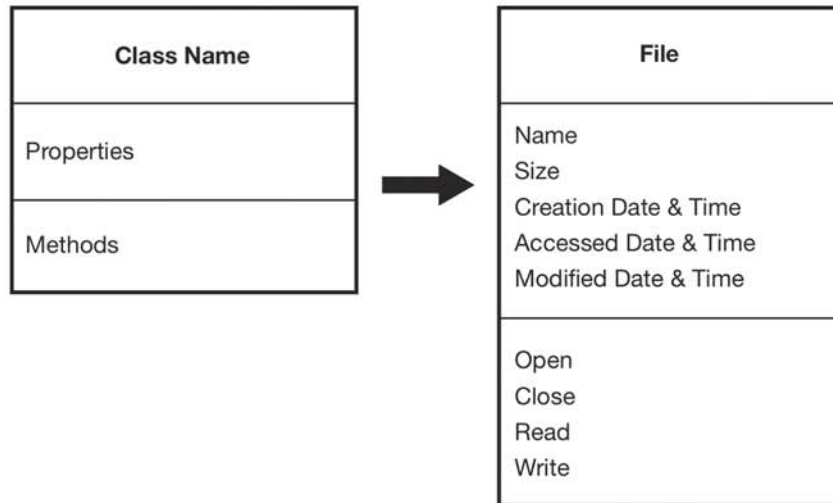 Class Name
Properties
Methods
File
Name
Size
Creation Date & Time
Accessed Date & Time
Modified Date & Time
Open
Close
Read
Write